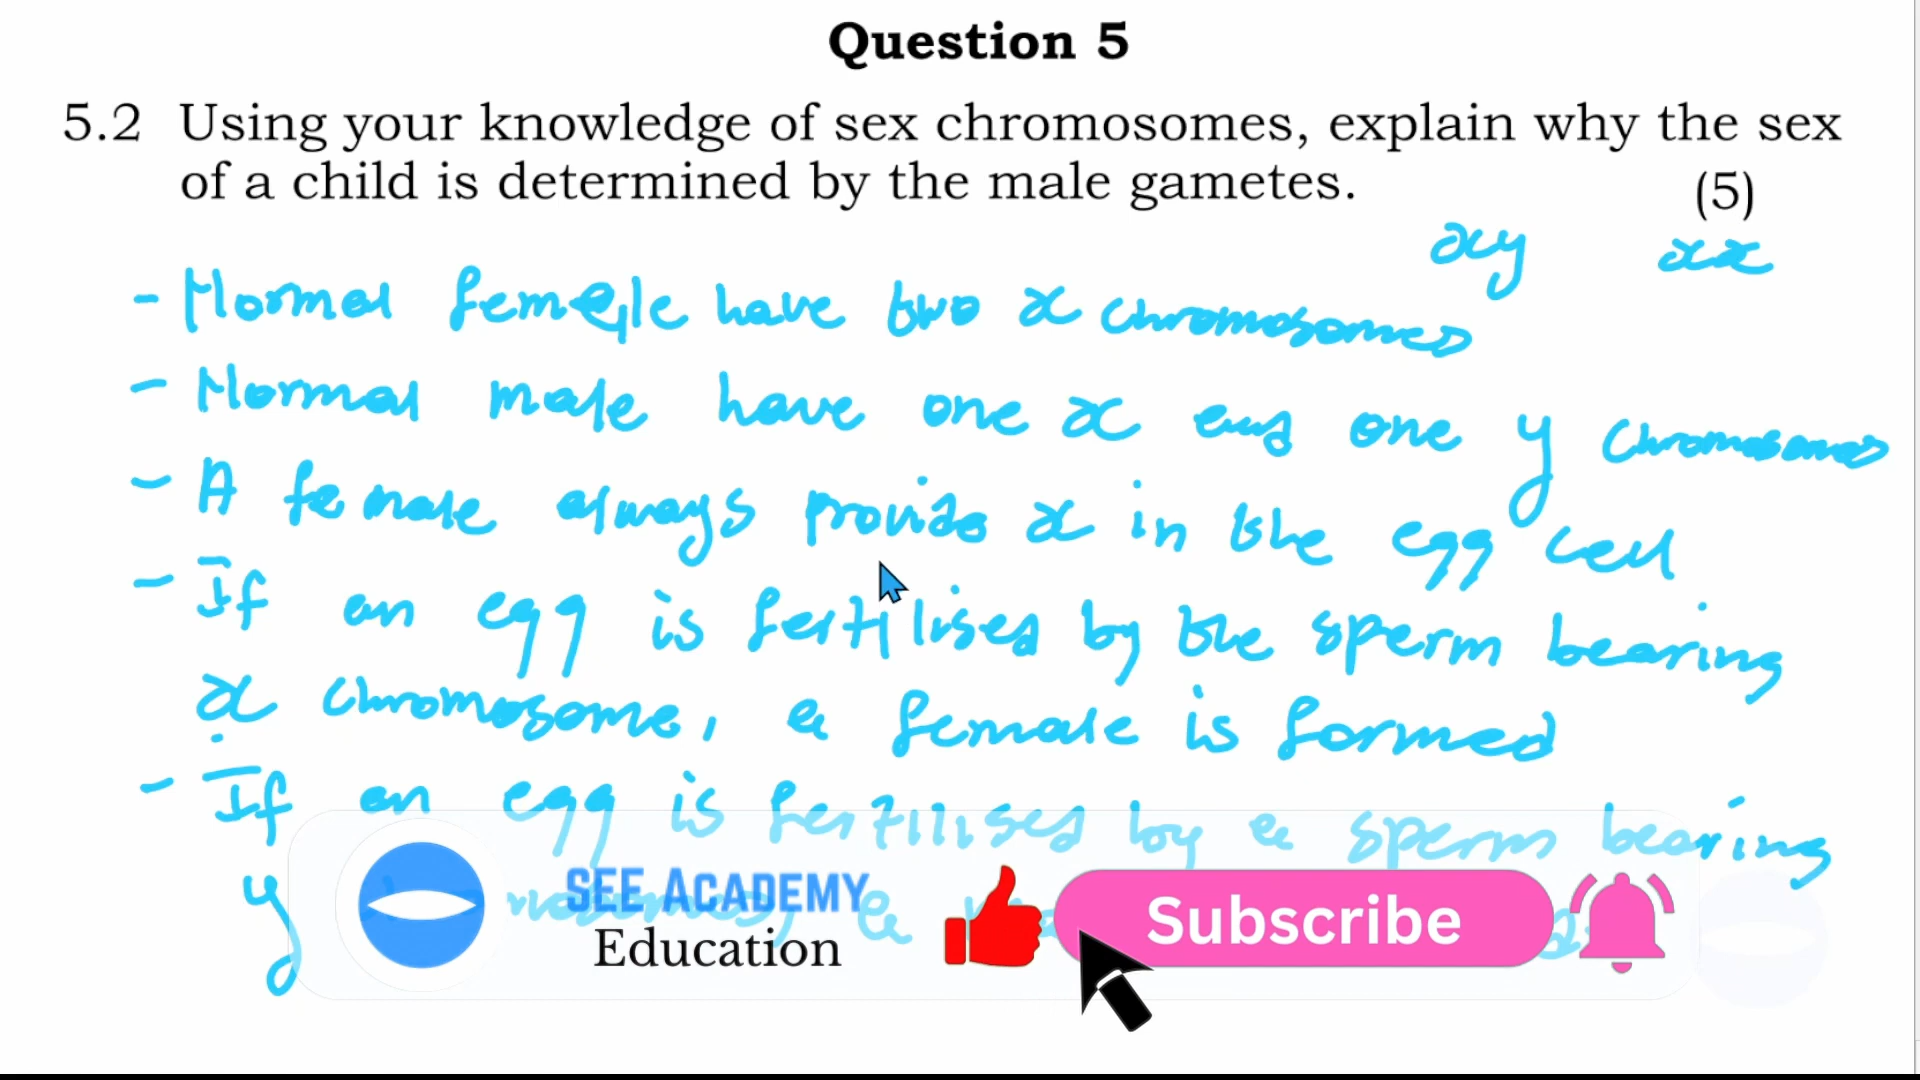 Question 5
5.2 Using your knowledge of sex chromosomes, explain why the sex
of a child is determined by the male gametes.
(5)
xy xx
- Normal female have two x chromosomes
- Normal male have one x and one y chromosomes
- A female always provide x in the egg cell
- If an egg is fertilised by the sperm bearing
x chromosome, a female is formed
- If an egg is fertilised by a sperm bearing
y a
SEE ACADEMY
Education
Subscribe